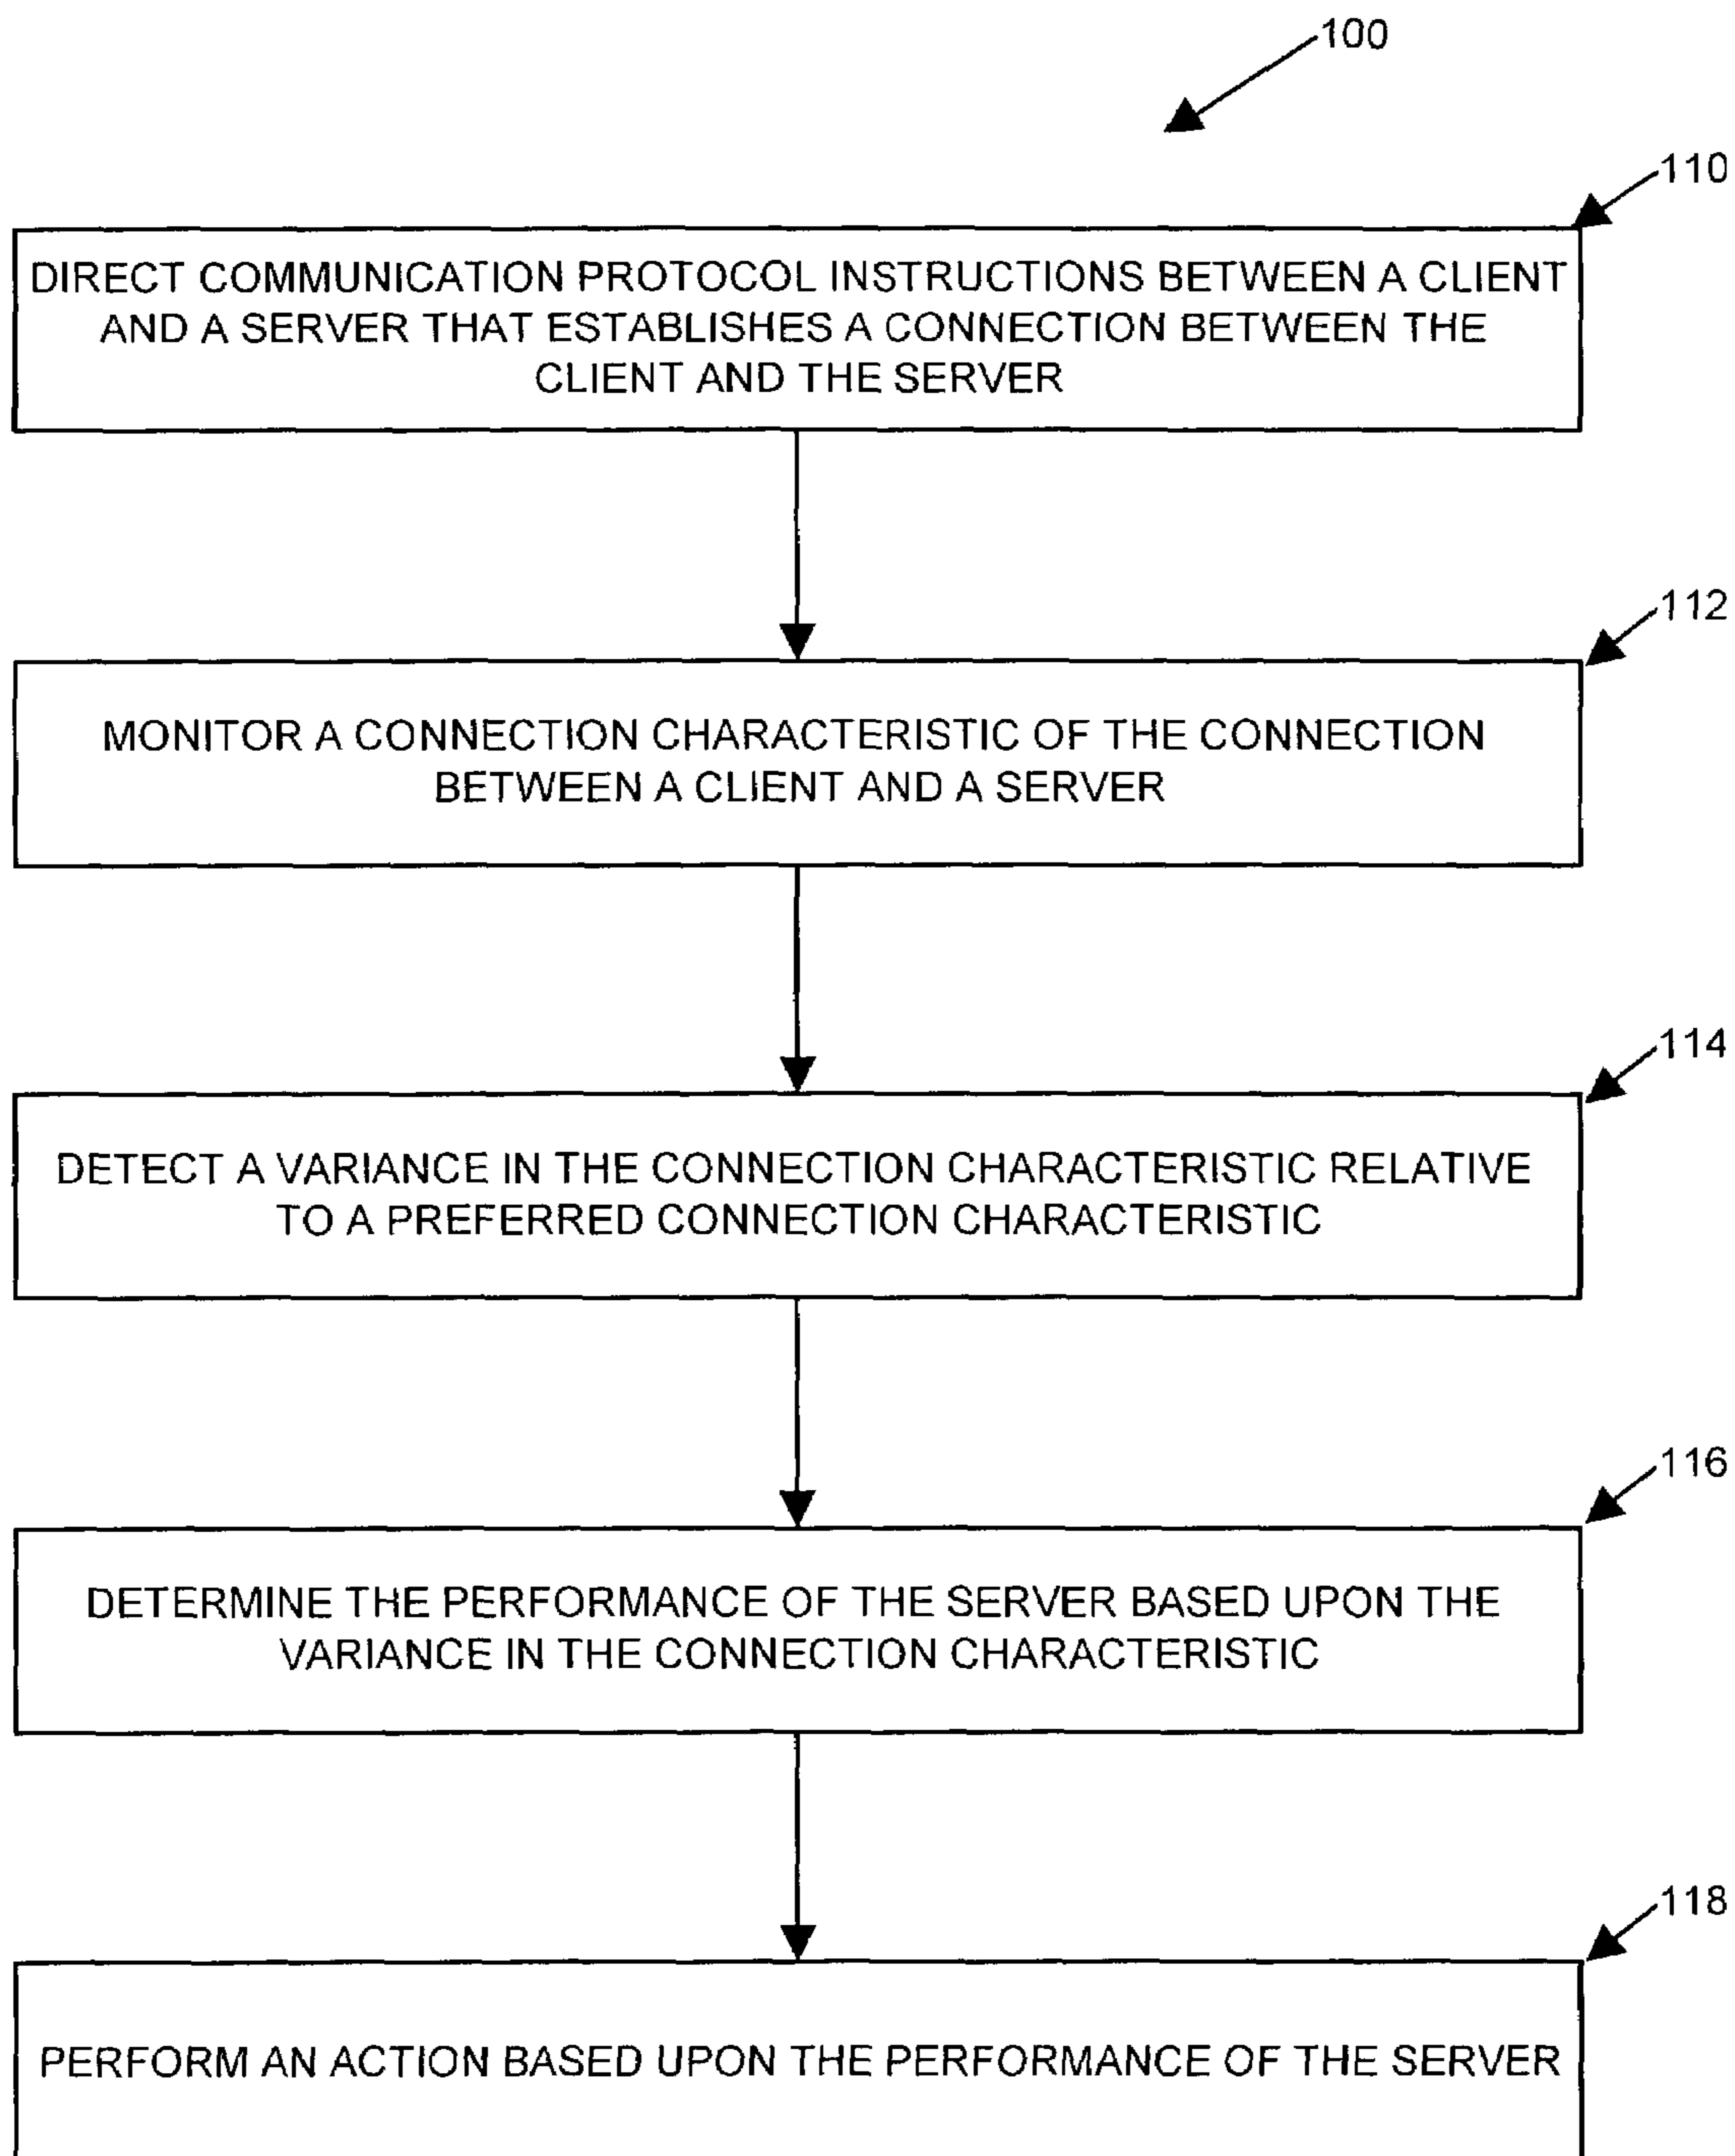 100
110
DIRECT COMMUNICATION PROTOCOL INSTRUCTIONS BETWEEN A CLIENT
AND A SERVER THAT ESTABLISHES A CONNECTION BETWEEN THE
CLIENT AND THE SERVER
112
MONITOR A CONNECTION CHARACTERISTIC OF THE CONNECTION
BETWEEN A CLIENT AND A SERVER
114
DETECT A VARIANCE IN THE CONNECTION CHARACTERISTIC RELATIVE
TO A PREFERRED CONNECTION CHARACTERISTIC
116
DETERMINE THE PERFORMANCE OF THE SERVER BASED UPON THE
VARIANCE IN THE CONNECTION CHARACTERISTIC
118
PERFORM AN ACTION BASED UPON THE PERFORMANCE OF THE SERVER